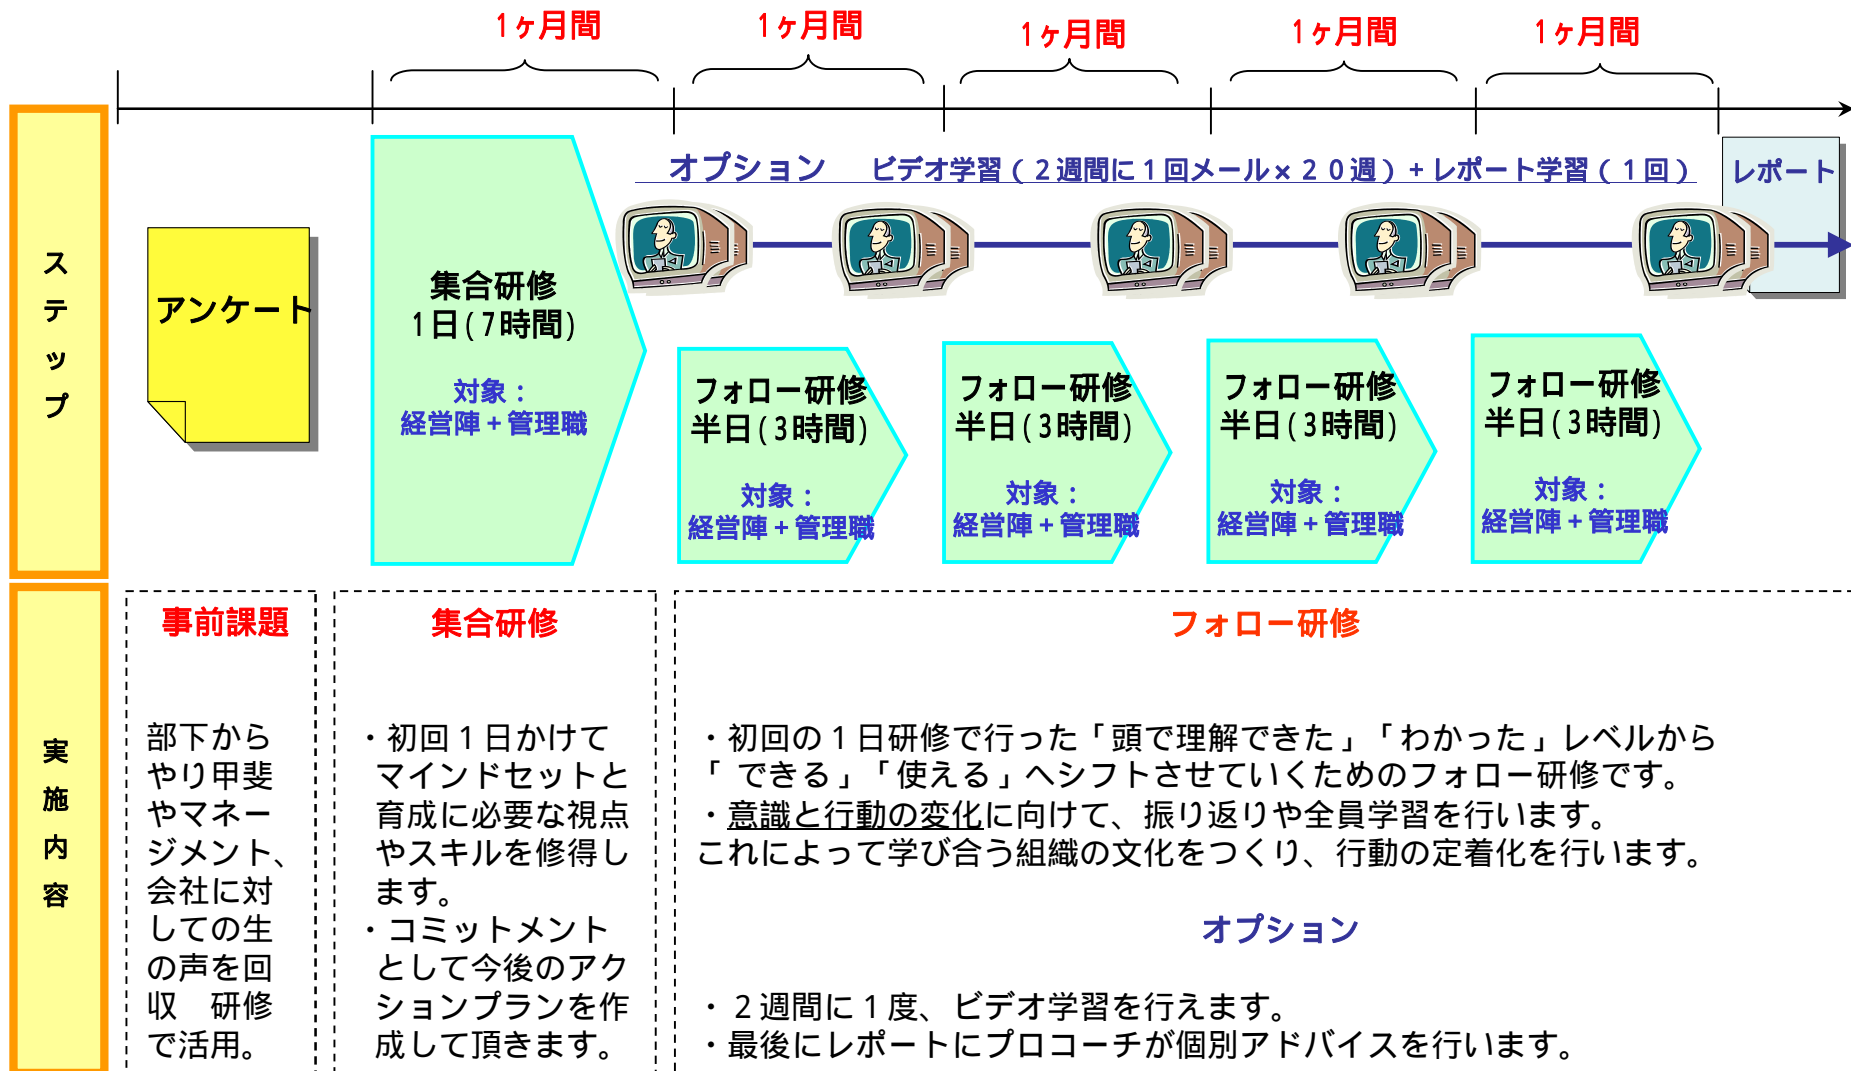 1ヶ月間
1ヶ月間
1ヶ月間
1ヶ月間
1ヶ月間
ステップ
アンケート
集合研修
1日(7時間)
対象：
経営陣+管理職
オプション　ビデオ学習(2週間に1回メール×20週)+レポート学習(1回)
レポート
フォロー研修
半日(3時間)
対象：
経営陣+管理職
フォロー研修
半日(3時間)
対象：
経営陣+管理職
フォロー研修
半日(3時間)
対象：
経営陣+管理職
フォロー研修
半日(3時間)
対象：
経営陣+管理職
実施内容
事前課題
部下から
やり甲斐
やマネー
ジメント、
会社に対
しての生
の声を回
収　研修
で活用。
集合研修
・初回1日かけて
マインドセットと
育成に必要な視点
やスキルを修得し
ます。
・コミットメント
として今後のアク
ションプランを作
成して頂きます。
フォロー研修
・初回の1日研修で行った「頭で理解できた」「わかった」レベルから
「できる」「使える」へシフトさせていくためのフォロー研修です。
・意識と行動の変化に向けて、振り返りや全員学習を行います。
これによって学び合う組織の文化をつくり、行動の定着化を行います。
オプション
・2週間に1度、ビデオ学習を行えます。
・最後にレポートにプロコーチが個別アドバイスを行います。